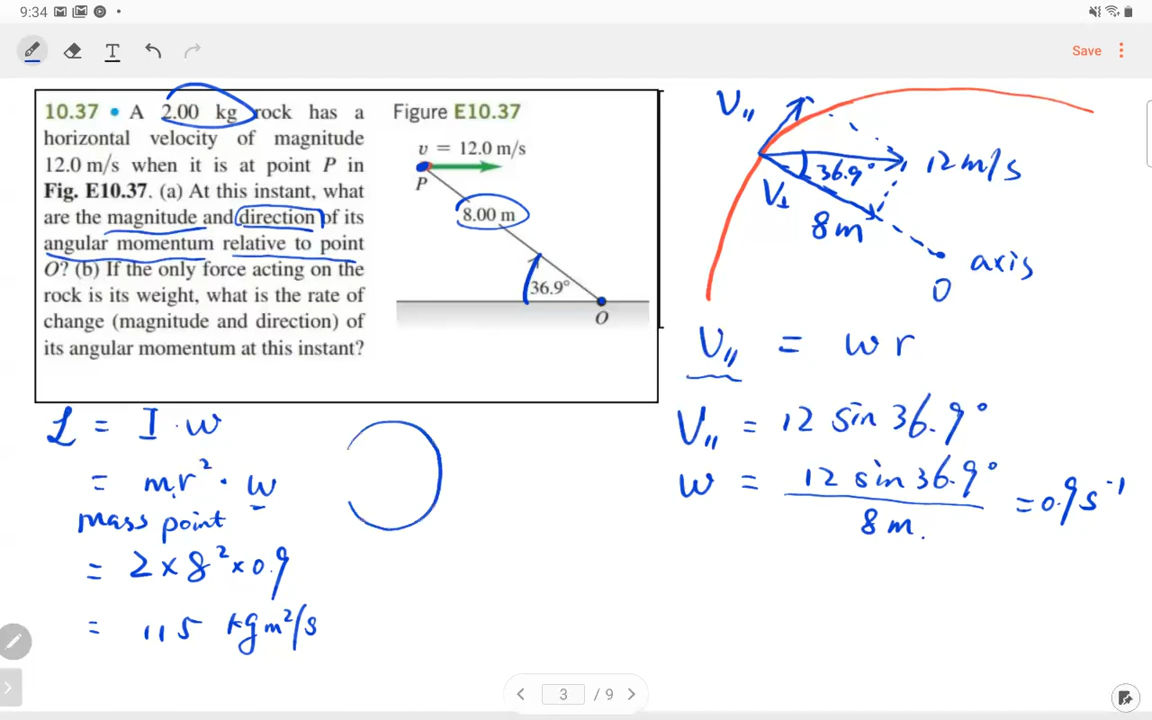 9:34
T
Save
10.37 • A 2.00 kg rock has a
horizontal velocity of magnitude
12.0 m/s when it is at point P in
Fig. E10.37. (a) At this instant, what
are the magnitude and direction of its
angular momentum relative to point
O? (b) If the only force acting on the
rock is its weight, what is the rate of
change (magnitude and direction) of
its angular momentum at this instant?
Figure E10.37
v = 12.0 m/s
P
8.00 m
36.9°
O
V//
36.9°
12 m/s
V⊥
8 m
axis
O
V// = w r
V// = 12 sin 36.9°
w = 12 sin 36.9° / 8 m. = 0.9 s⁻¹
L = I · w
= mr² · w
mass point
= 2 × 8² × 0.9
= 115 kg m²/s
3 / 9